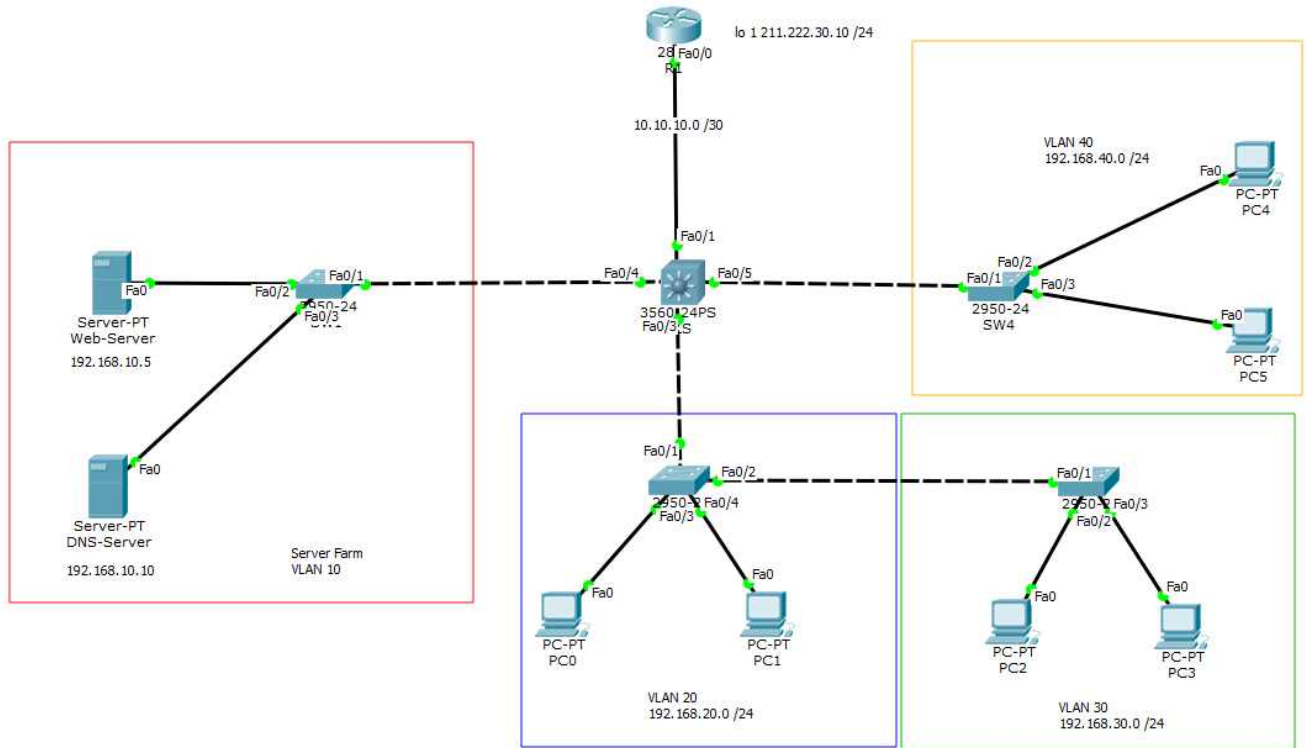 lo 1 211.222.30.10 /24
Fa0/0
R1
10.10.10.0 /30
Fa0/1
Fa0/4
Fa0/5
3560-24PS
Fa0/3
Fa0
Server-PT
Web-Server
192.168.10.5
Fa0/1
Fa0/2
Fa0/3
Fa0
Server-PT
DNS-Server
192.168.10.10
Server Farm
VLAN 10
VLAN 40
192.168.40.0 /24
Fa0
PC-PT
PC4
Fa0/2
Fa0/1
Fa0/3
2950-24
SW4
Fa0
PC-PT
PC5
Fa0/1
Fa0/2
Fa0/4
Fa0/3
Fa0
PC-PT
PC0
Fa0
PC-PT
PC1
VLAN 20
192.168.20.0 /24
Fa0/1
Fa0/3
Fa0/2
Fa0
PC-PT
PC2
Fa0
PC-PT
PC3
VLAN 30
192.168.30.0 /24